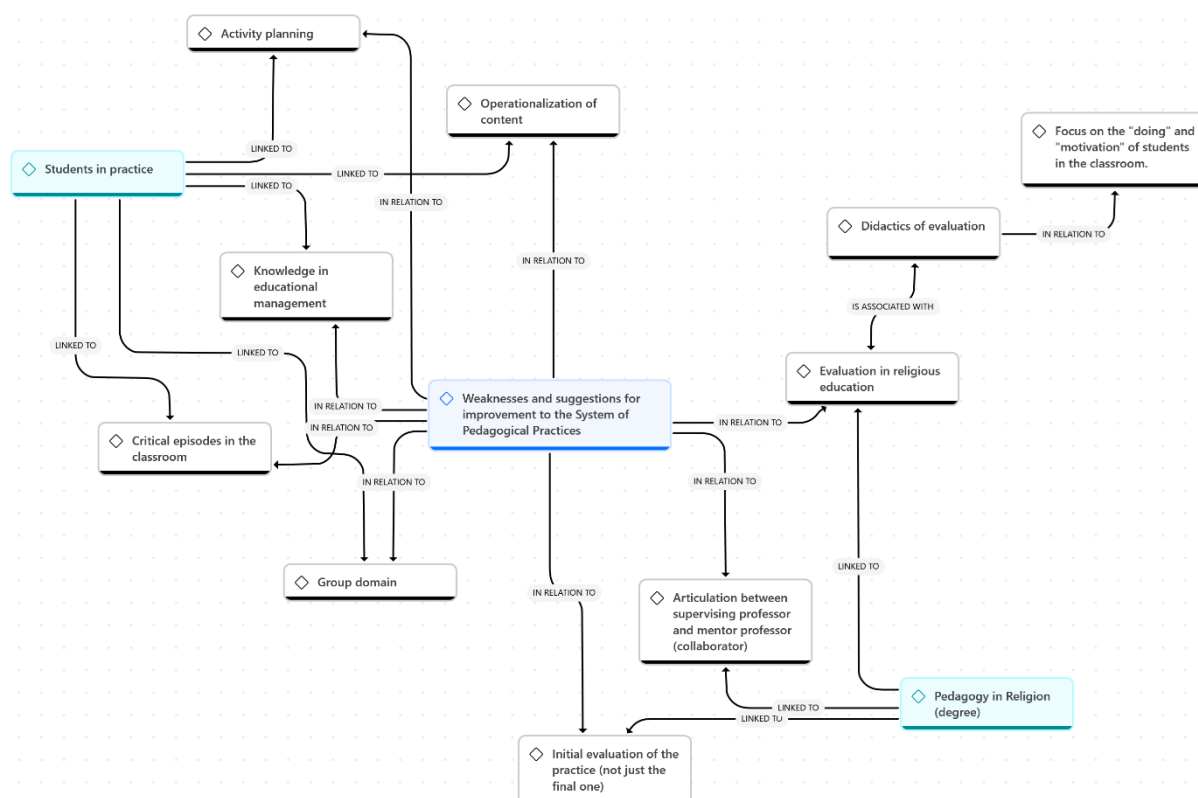 Activity planning
Operationalization of
content
Focus on the "doing" and
"motivation" of students
in the classroom.
LINKED TO
Students in practice
LINKED TO
LINKED TO
IN RELATION TO
Didactics of evaluation
IN RELATION TO
Knowledge in
educational
management
IN RELATION TO
IS ASSOCIATED WITH
LINKED TO
LINKED TO
Evaluation in religious
education
Weaknesses and suggestions for
improvement to the System of
Pedagogical Practices
IN RELATION TO
IN RELATION TO
IN RELATION TO
Critical episodes in the
classroom
IN RELATION TO
IN RELATION TO
Group domain
LINKED TO
IN RELATION TO
Articulation between
supervising professor
and mentor professor
(collaborator)
Pedagogy in Religion
(degree)
LINKED TO
LINKED TO
Initial evaluation of the
practice (not just the
final one)